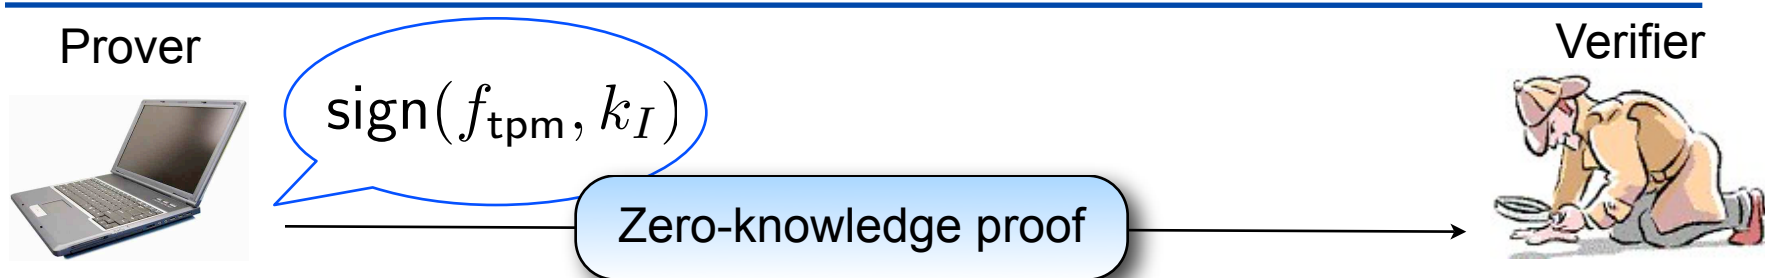 Prover
Verifier
sign(f_tpm, k_I)
Zero-knowledge proof